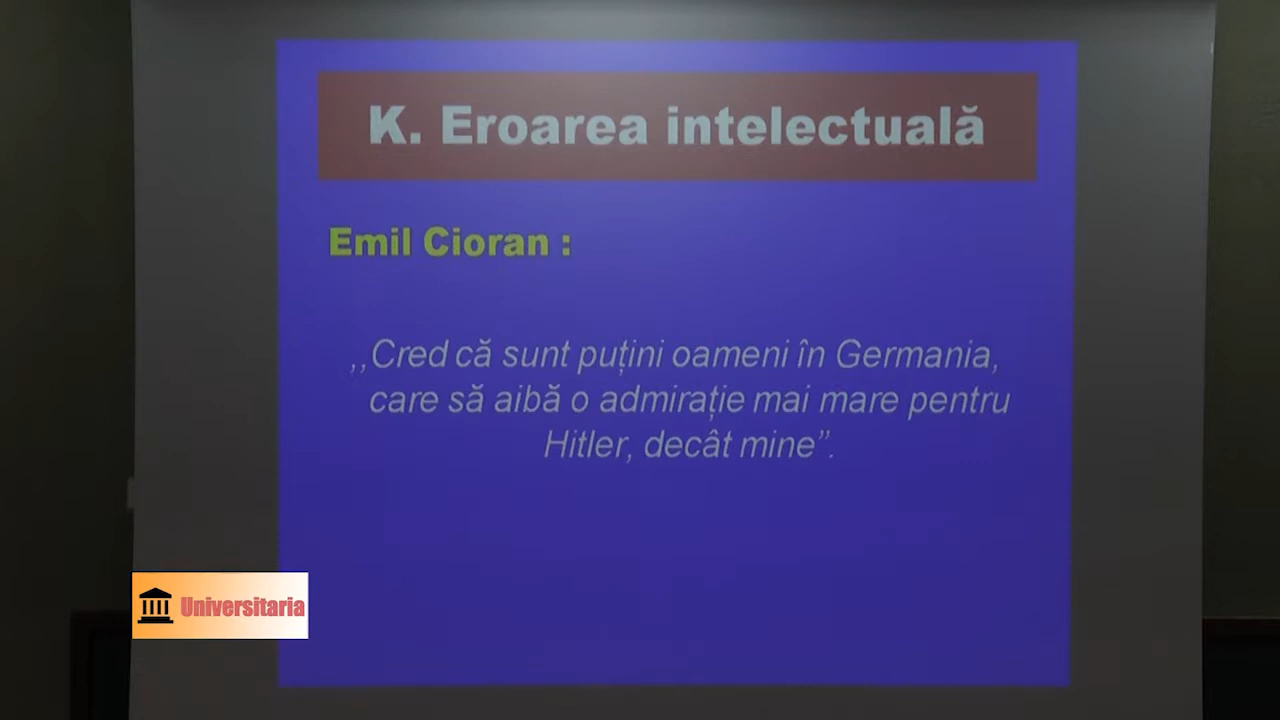 K. Eroarea intelectuală
Emil Cioran :
,,Cred că sunt puțini oameni în Germania,
care să aibă o admirație mai mare pentru
Hitler, decât mine”.
Universitaria